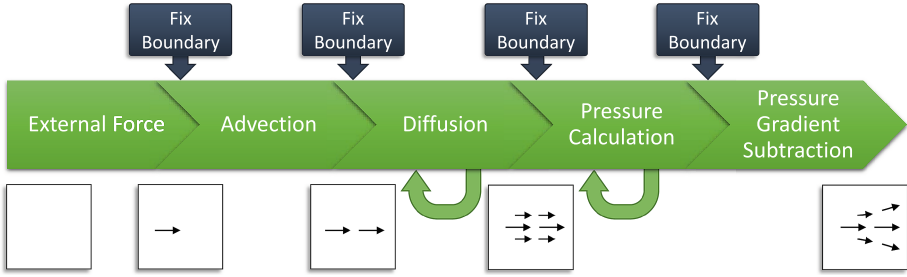 Fix
Boundary
Fix
Boundary
Fix
Boundary
Fix
Boundary
External Force
Advection
Diffusion
Pressure
Calculation
Pressure
Gradient
Subtraction